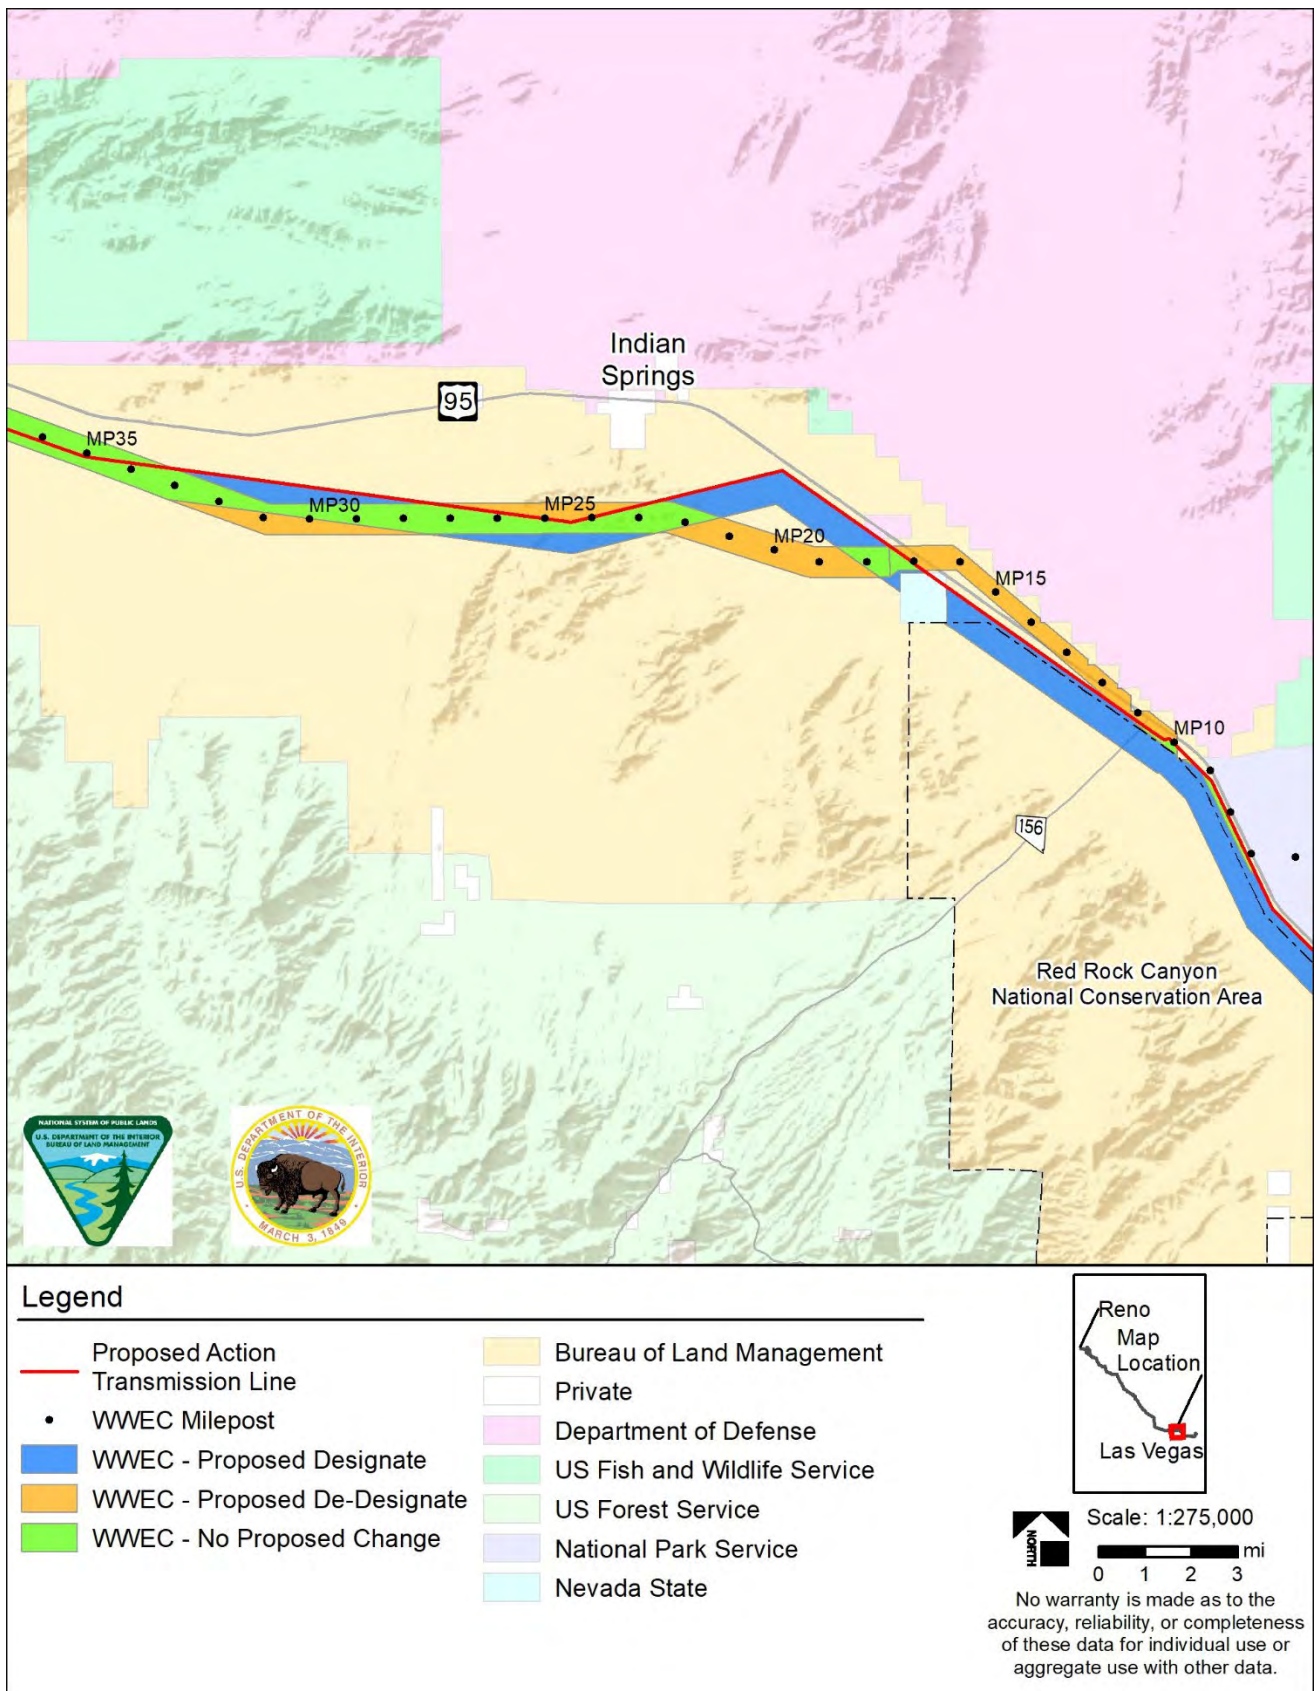 Indian
Springs
95
MP35
MP30
MP25
MP20
MP15
MP10
156
Red Rock Canyon
National Conservation Area
NATIONAL SYSTEM OF PUBLIC LANDS
U.S. DEPARTMENT OF THE INTERIOR
BUREAU OF LAND MANAGEMENT
U.S. DEPARTMENT OF THE INTERIOR
MARCH 3, 1849
Legend
Proposed Action
Transmission Line
WWEC Milepost
WWEC - Proposed Designate
WWEC - Proposed De-Designate
WWEC - No Proposed Change
Bureau of Land Management
Private
Department of Defense
US Fish and Wildlife Service
US Forest Service
National Park Service
Nevada State
Reno
Map
Location
Las Vegas
NORTH
Scale: 1:275,000
mi
0 1 2 3
No warranty is made as to the
accuracy, reliability, or completeness
of these data for individual use or
aggregate use with other data.